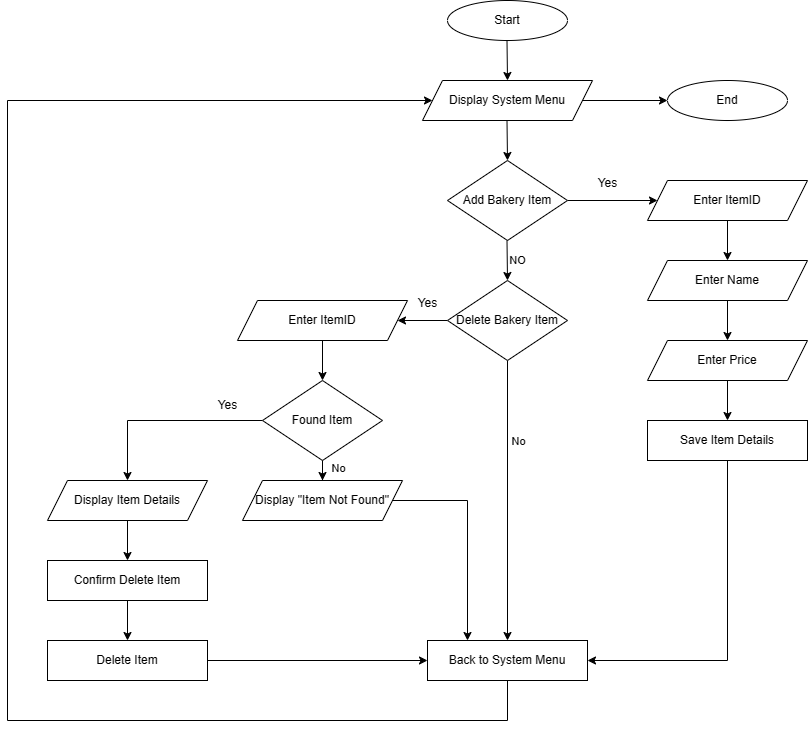 Start
Display System Menu
End
Add Bakery Item
Yes
Enter ItemID
NO
Enter Name
Delete Bakery Item
Yes
Enter ItemID
Enter Price
Found Item
Yes
No
No
Save Item Details
Display Item Details
Display "Item Not Found"
Confirm Delete Item
Delete Item
Back to System Menu